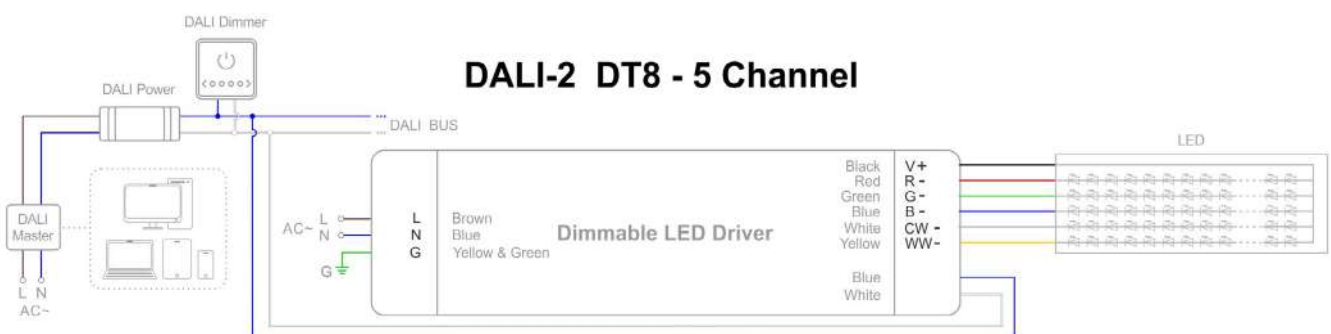 DALI Dimmer
DALI-2 DT8 - 5 Channel
DALI Power
DALI BUS
LED
Black V+
Red R -
Green G -
Blue B -
White CW -
Yellow WW-
AC~ L L Brown
N N Blue
G G Yellow & Green
Dimmable LED Driver
Blue
White
DALI
Master
L N
AC~